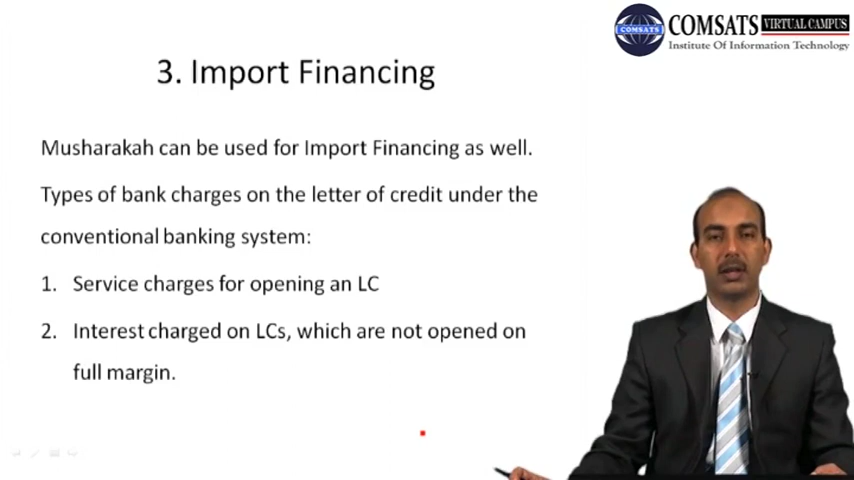 COMSATS VIRTUAL CAMPUS
COMSATS
Institute Of Information Technology
3. Import Financing
Musharakah can be used for Import Financing as well.
Types of bank charges on the letter of credit under the
conventional banking system:
1. Service charges for opening an LC
2. Interest charged on LCs, which are not opened on
full margin.